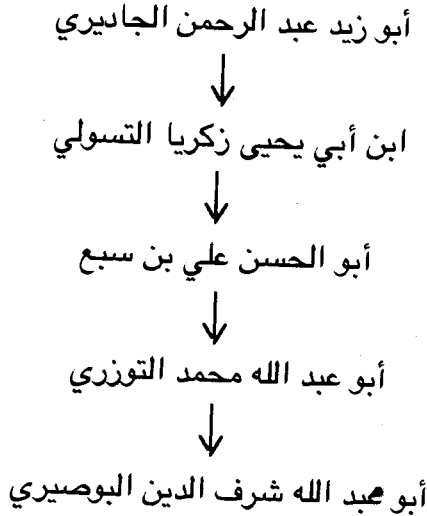 أبو زيد عبد الرحمن الجاديري
ابن أبي يحيى زكريا التسولي
أبو الحسن علي بن سبع
أبو عبد الله محمد التوزري
أبو عبد الله شرف الدين البوصيري